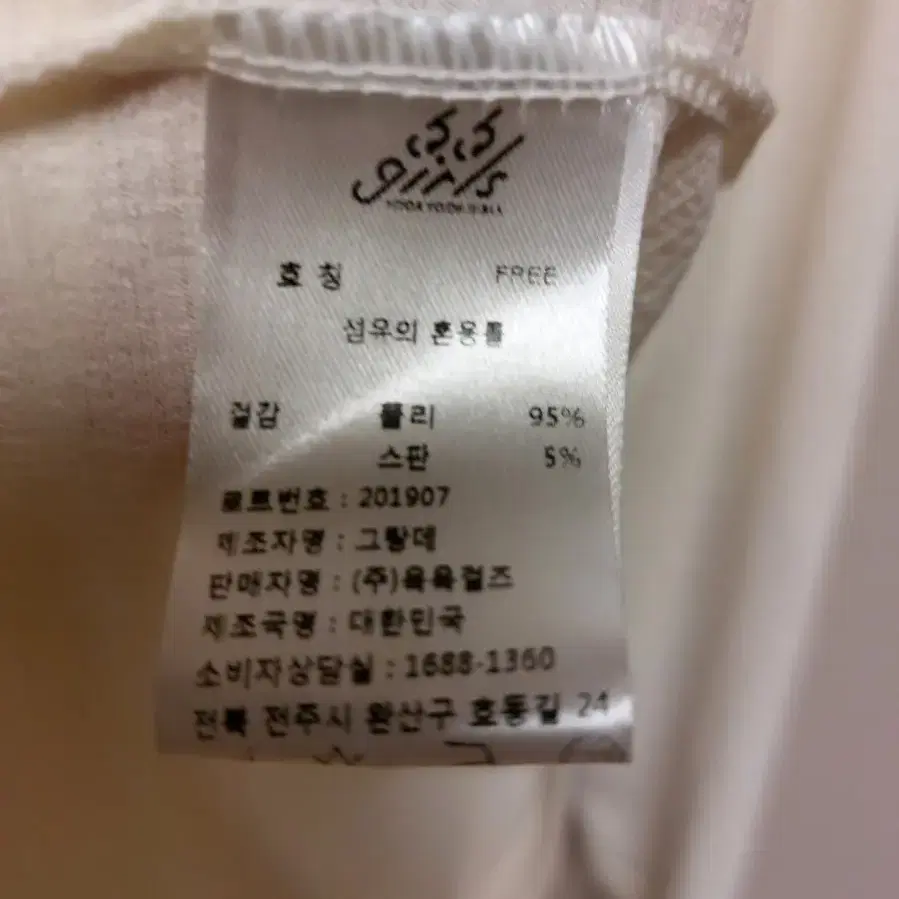 ㄱㄱ girls
YOOK YOOK GIRLS
호 칭 FREE
섬유의 혼용률
겉감 폴리 95%
스판 5%
로트번호 : 201907
제조자명 : 그랑데
판매자명 : (주)육육걸즈
제조국명 : 대한민국
소비자상담실 : 1688-1360
전북 전주시 완산구 호동길 24